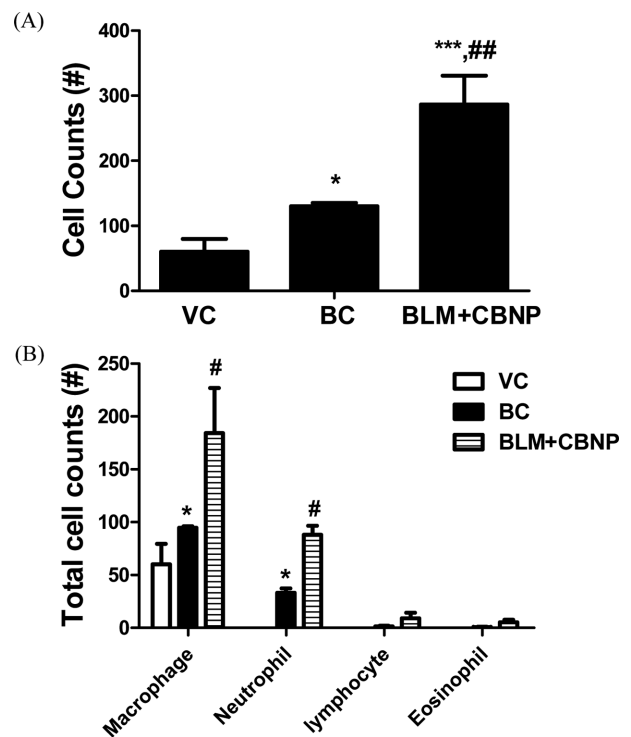 (A)
Cell Counts (#)
400
300
200
100
0
*
***,##
VC
BC
BLM+CBNP
(B)
Total cell counts (#)
250
200
150
100
50
0
VC
BC
BLM+CBNP
*
#
*
#
Macrophage
Neutrophil
lymphocyte
Eosinophil